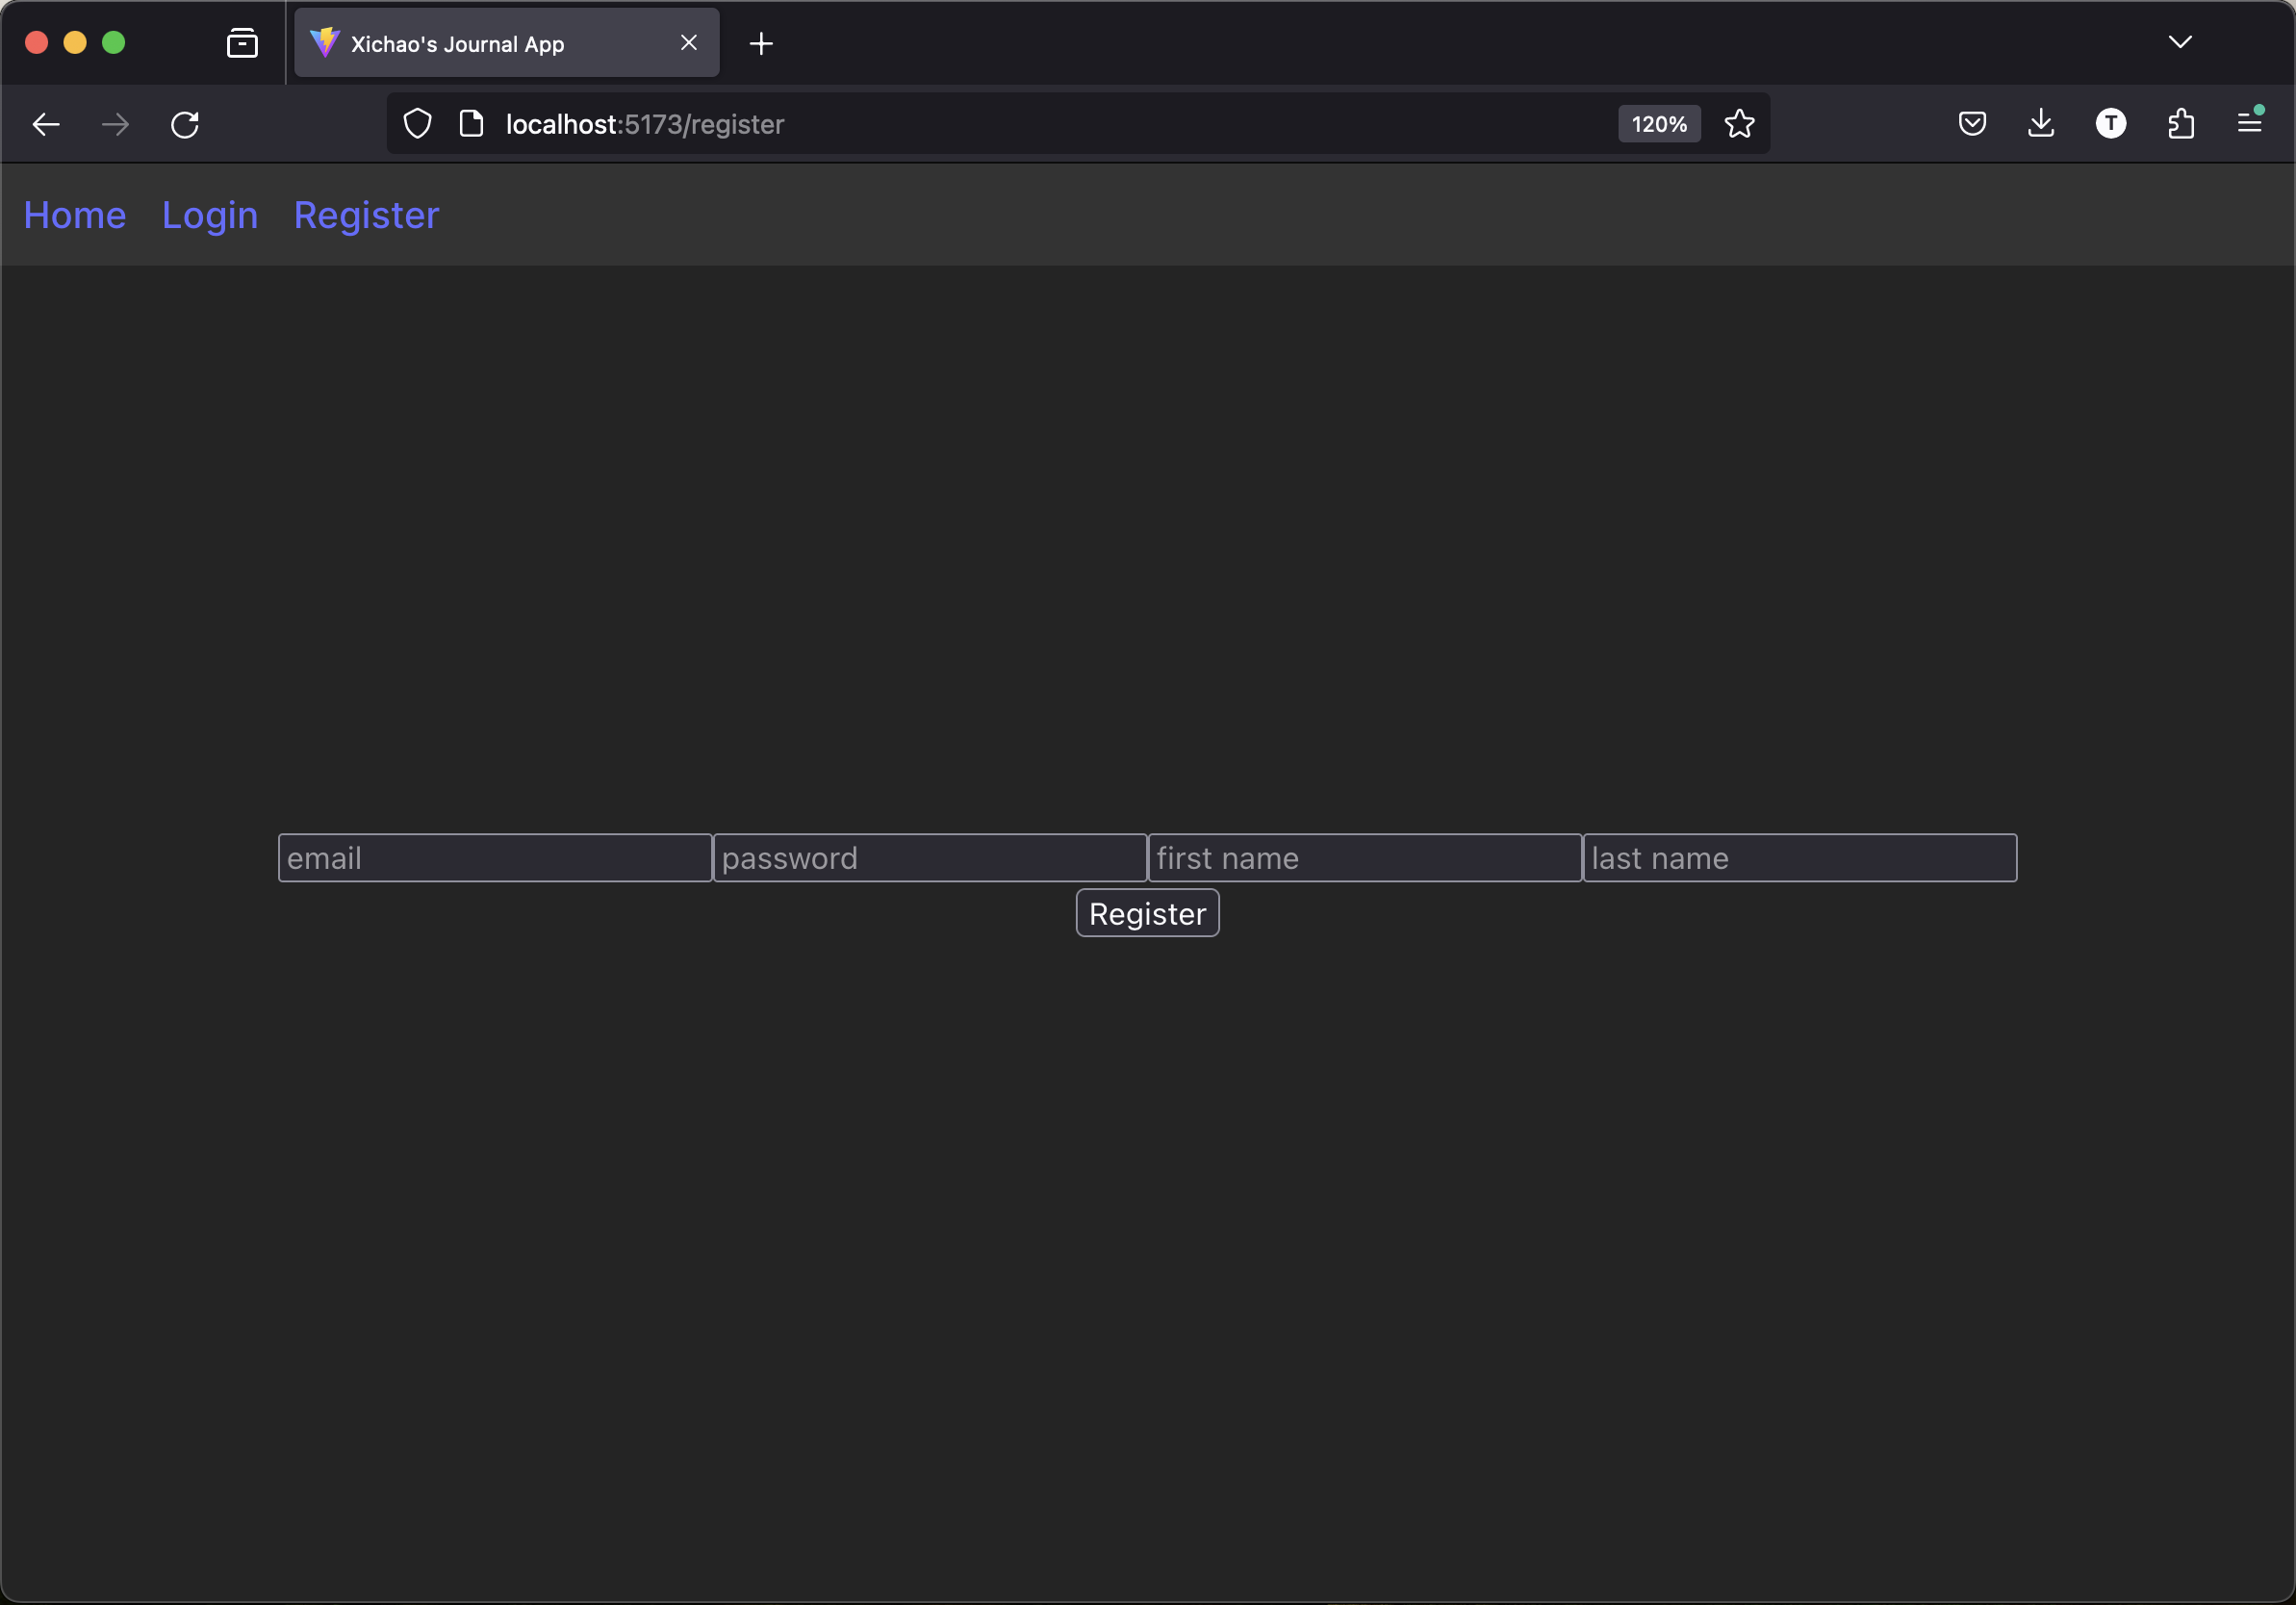 Xichao's Journal App
localhost:5173/register 120% T
Home Login Register
email password first name last name
Register